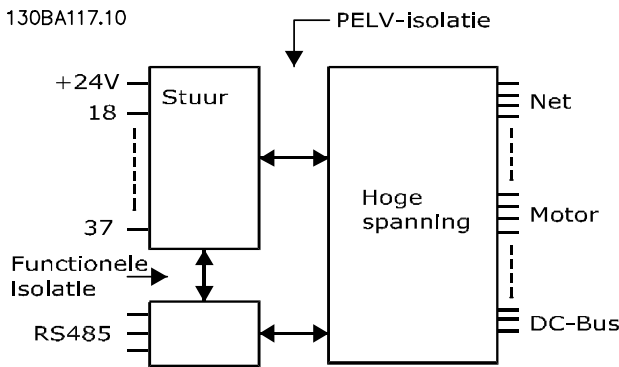 130BA117.10
PELV-isolatie
+24V
18
37
Stuur
Hoge
spanning
Net
Motor
DC-Bus
Functionele
Isolatie
RS485